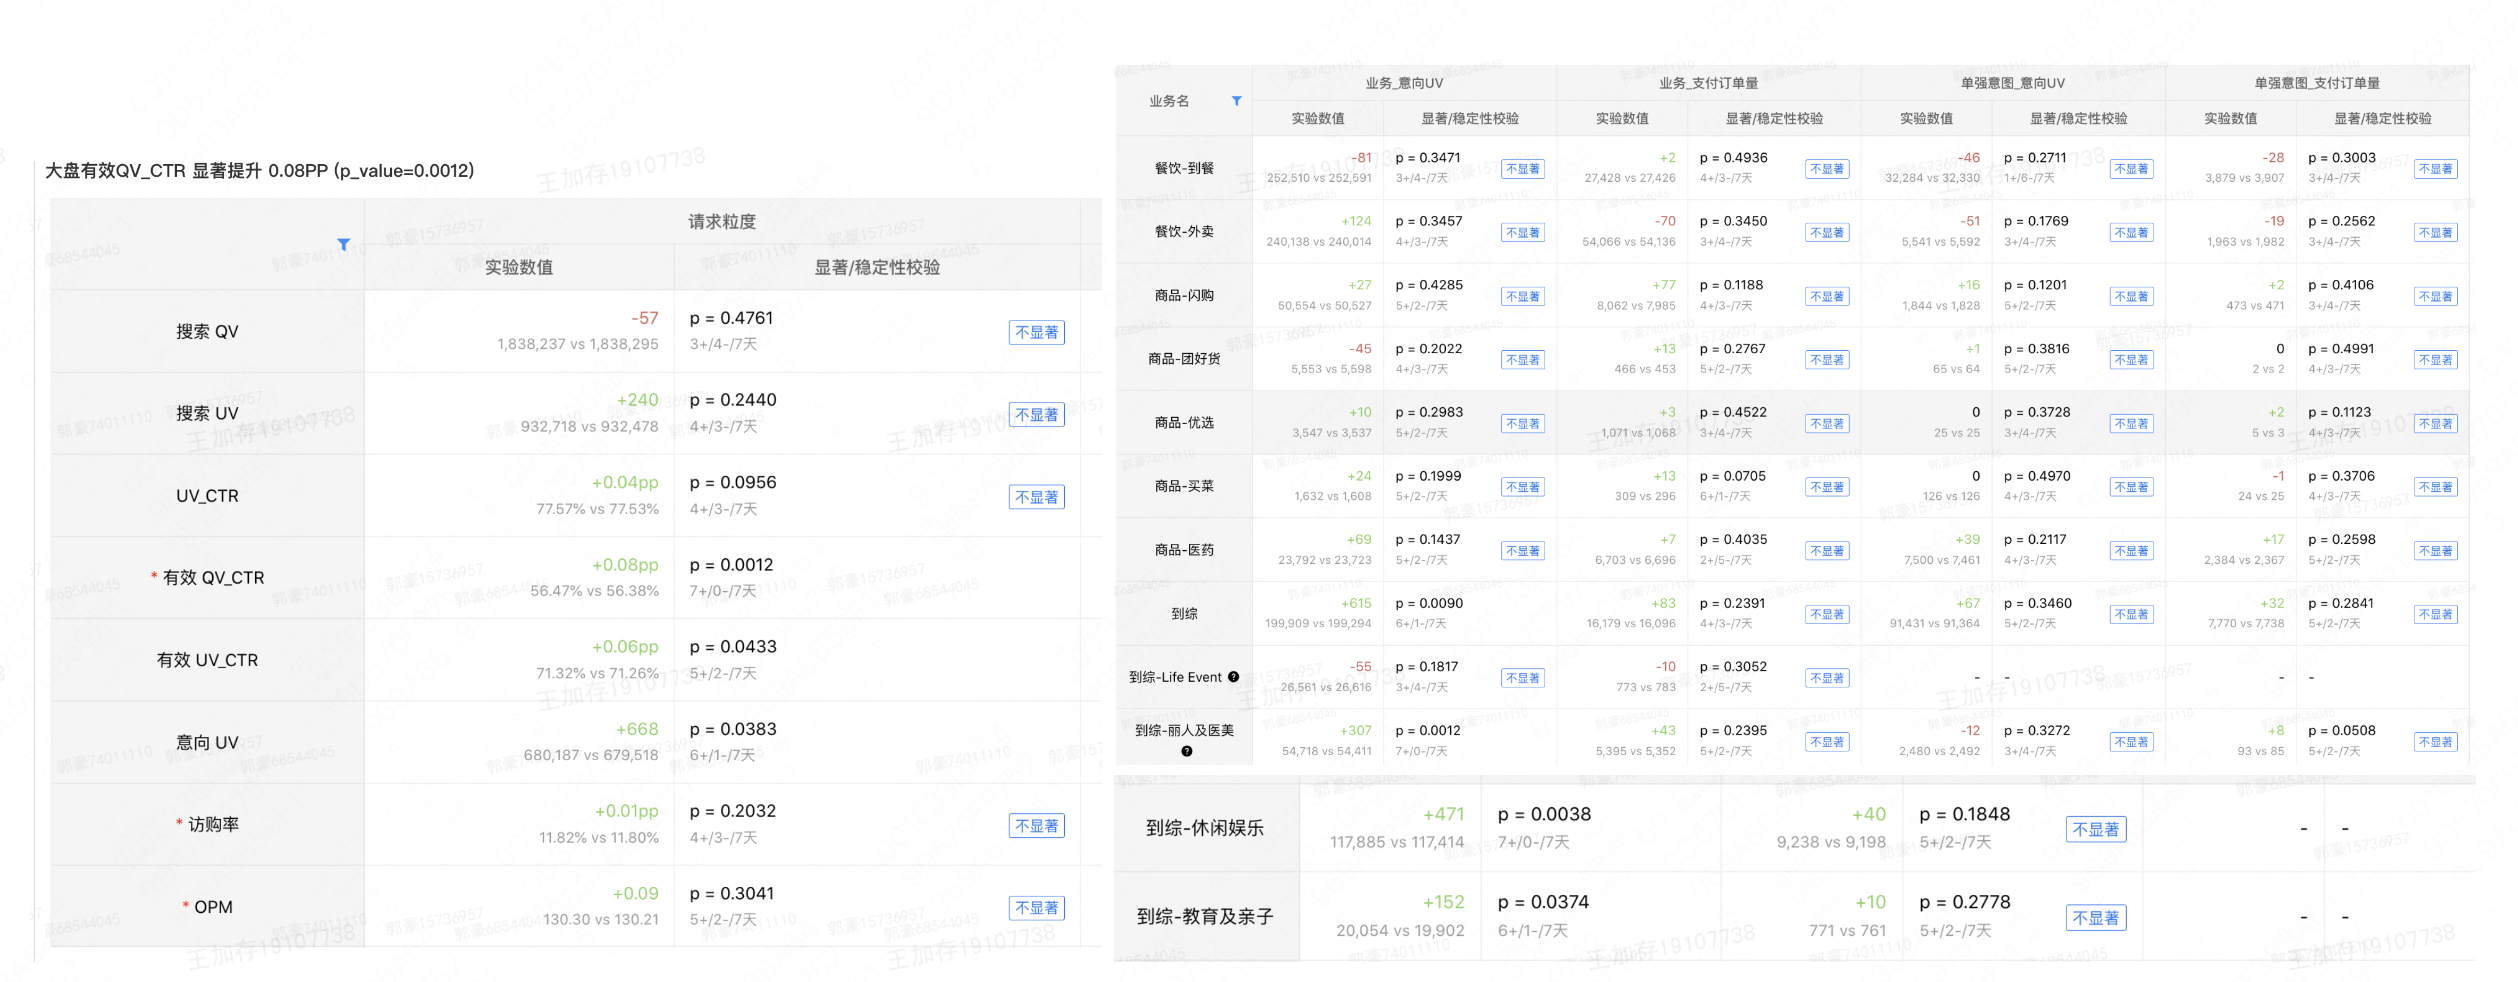 大盘有效QV_CTR 显著提升 0.08PP (p_value=0.0012)
请求粒度
实验数值 显著/稳定性校验
搜索 QV -57 p = 0.4761 不显著
1,838,237 vs 1,838,295 3+/4-/7天
搜索 UV +240 p = 0.2440 不显著
932,718 vs 932,478 4+/3-/7天
UV_CTR +0.04pp p = 0.0956 不显著
77.57% vs 77.53% 4+/3-/7天
* 有效 QV_CTR +0.08pp p = 0.0012
56.47% vs 56.38% 7+/0-/7天
有效 UV_CTR +0.06pp p = 0.0433
71.32% vs 71.26% 5+/2-/7天
意向 UV +668 p = 0.0383
680,187 vs 679,518 6+/1-/7天
* 访购率 +0.01pp p = 0.2032 不显著
11.82% vs 11.80% 4+/3-/7天
* OPM +0.09 p = 0.3041 不显著
130.30 vs 130.21 5+/2-/7天
业务名 业务_意向UV 业务_支付订单量 单强意图_意向UV 单强意图_支付订单量
实验数值 显著/稳定性校验 实验数值 显著/稳定性校验 实验数值 显著/稳定性校验 实验数值 显著/稳定性校验
餐饮-到餐 -81 p = 0.3471 不显著 +2 p = 0.4936 不显著 -46 p = 0.2711 不显著 -28 p = 0.3003 不显著
252,510 vs 252,591 3+/4-/7天 27,428 vs 27,426 4+/3-/7天 32,284 vs 32,330 1+/6-/7天 3,879 vs 3,907 3+/4-/7天
餐饮-外卖 +124 p = 0.3457 不显著 -70 p = 0.3450 不显著 -51 p = 0.1769 不显著 -19 p = 0.2562 不显著
240,138 vs 240,014 4+/3-/7天 54,066 vs 54,136 3+/4-/7天 5,541 vs 5,592 3+/4-/7天 1,963 vs 1,982 3+/4-/7天
商品-闪购 +27 p = 0.4285 不显著 +77 p = 0.1188 不显著 +16 p = 0.1201 不显著 +2 p = 0.4106 不显著
50,554 vs 50,527 5+/2-/7天 8,062 vs 7,985 4+/3-/7天 1,844 vs 1,828 5+/2-/7天 473 vs 471 3+/4-/7天
商品-团好货 -45 p = 0.2022 不显著 +13 p = 0.2767 不显著 +1 p = 0.3816 不显著 0 p = 0.4991 不显著
5,553 vs 5,598 4+/3-/7天 466 vs 453 5+/2-/7天 65 vs 64 5+/2-/7天 2 vs 2 4+/3-/7天
商品-优选 +10 p = 0.2983 不显著 +3 p = 0.4522 不显著 0 p = 0.3728 不显著 +2 p = 0.1123 不显著
3,547 vs 3,537 5+/2-/7天 1,071 vs 1,068 3+/4-/7天 25 vs 25 3+/4-/7天 5 vs 3 4+/3-/7天
商品-买菜 +24 p = 0.1999 不显著 +13 p = 0.0705 不显著 0 p = 0.4970 不显著 -1 p = 0.3706 不显著
1,632 vs 1,608 5+/2-/7天 309 vs 296 6+/1-/7天 126 vs 126 4+/3-/7天 24 vs 25 4+/3-/7天
商品-医药 +69 p = 0.1437 不显著 +7 p = 0.4035 不显著 +39 p = 0.2117 不显著 +17 p = 0.2598 不显著
23,792 vs 23,723 5+/2-/7天 6,703 vs 6,696 2+/5-/7天 7,500 vs 7,461 4+/3-/7天 2,384 vs 2,367 5+/2-/7天
到综 +615 p = 0.0090 +83 p = 0.2391 不显著 +67 p = 0.3460 不显著 +32 p = 0.2841 不显著
199,909 vs 199,294 6+/1-/7天 16,179 vs 16,096 4+/3-/7天 91,431 vs 91,364 5+/2-/7天 7,770 vs 7,738 5+/2-/7天
到综-Life Event ? -55 p = 0.1817 不显著 -10 p = 0.3052 不显著 - - - -
26,561 vs 26,616 3+/4-/7天 773 vs 783 2+/5-/7天
到综-丽人及医美 ? +307 p = 0.0012 +43 p = 0.2395 不显著 -12 p = 0.3272 不显著 +8 p = 0.0508 不显著
54,718 vs 54,411 7+/0-/7天 5,395 vs 5,352 5+/2-/7天 2,480 vs 2,492 3+/4-/7天 93 vs 85 5+/2-/7天
到综-休闲娱乐 +471 p = 0.0038 +40 p = 0.1848 不显著 - -
117,885 vs 117,414 7+/0-/7天 9,238 vs 9,198 5+/2-/7天
到综-教育及亲子 +152 p = 0.0374 +10 p = 0.2778 不显著 - -
20,054 vs 19,902 6+/1-/7天 771 vs 761 5+/2-/7天
王加存19107738
郭豪74011110
郭豪15736957
郭豪68544045